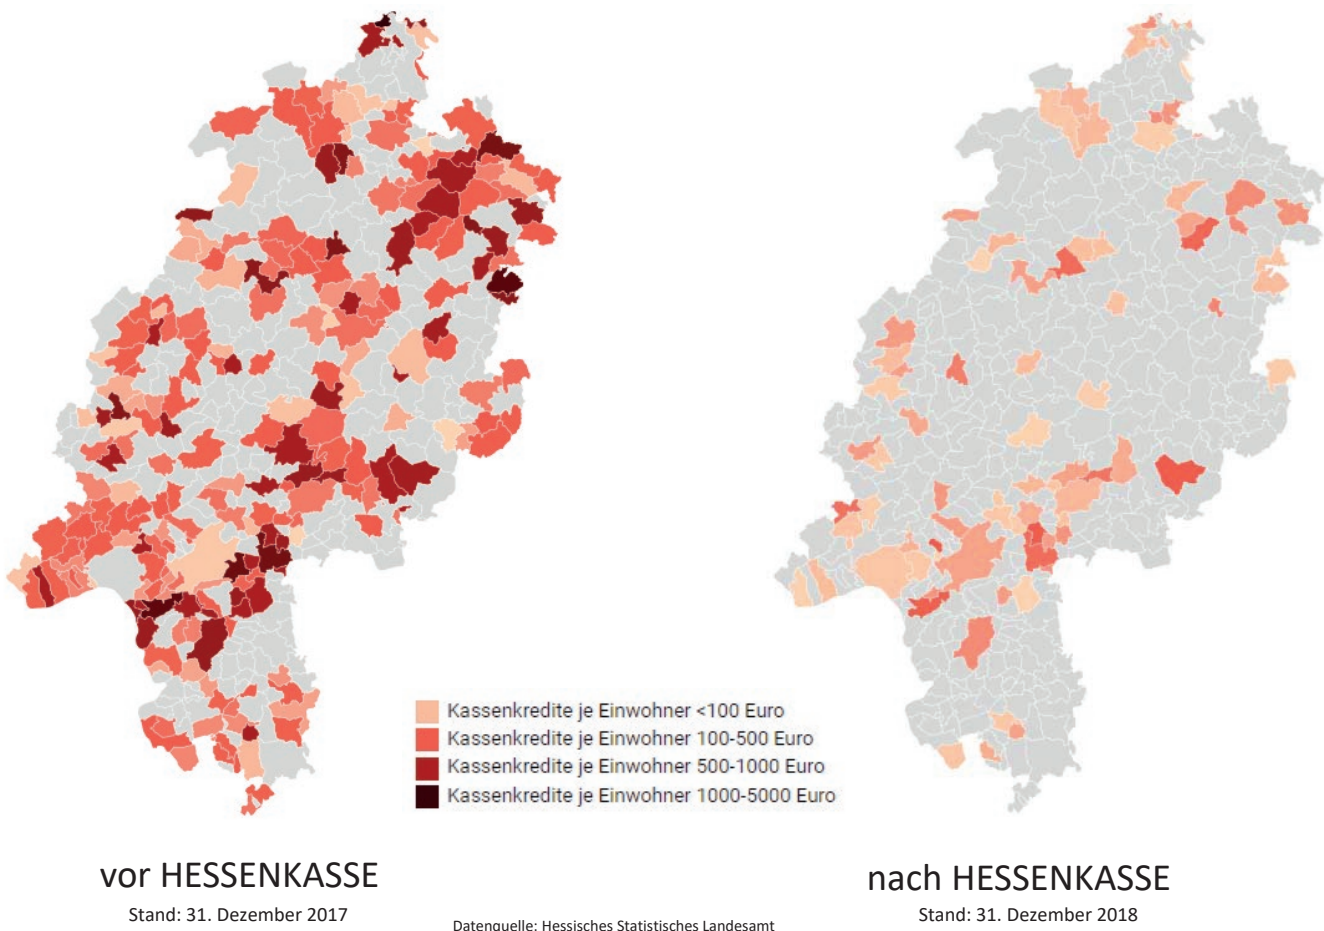 Kassenkredite je Einwohner <100 Euro
Kassenkredite je Einwohner 100-500 Euro
Kassenkredite je Einwohner 500-1000 Euro
Kassenkredite je Einwohner 1000-5000 Euro
vor HESSENKASSE
Stand: 31. Dezember 2017
nach HESSENKASSE
Stand: 31. Dezember 2018
Datenquelle: Hessisches Statistisches Landesamt